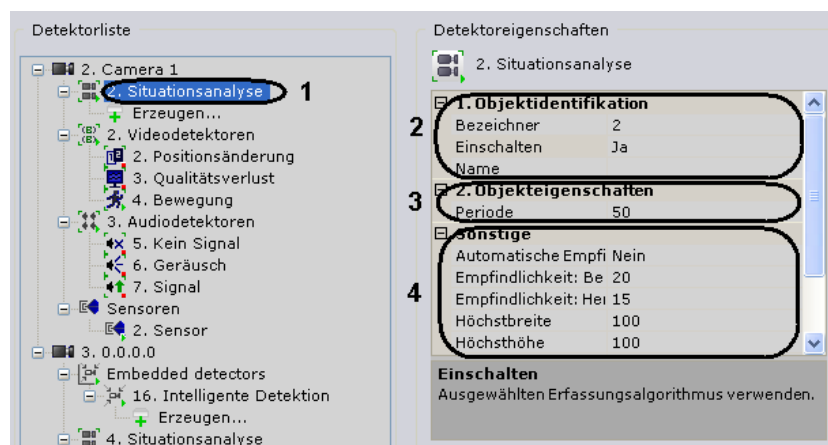 Detektorliste
2. Camera 1
2. Situationsanalyse
1
Erzeugen...
2. Videodetektoren
2. Positionsänderung
3. Qualitätsverlust
4. Bewegung
3. Audiodetektoren
5. Kein Signal
6. Geräusch
7. Signal
Sensoren
2. Sensor
3. 0.0.0.0
Embedded detectors
16. Intelligente Detektion
Erzeugen...
4. Situationsanalyse
Detektoreigenschaften
2. Situationsanalyse
1. Objektidentifikation
2
Bezeichner 2
Einschalten Ja
Name
2. Objekteigenschaften
3
Periode 50
Sonstige
4
Automatische Empfi Nein
Empfindlichkeit: Be 20
Empfindlichkeit: Hei 15
Höchstbreite 100
Höchsthöhe 100
Einschalten
Ausgewählten Erfassungsalgorithmus verwenden.